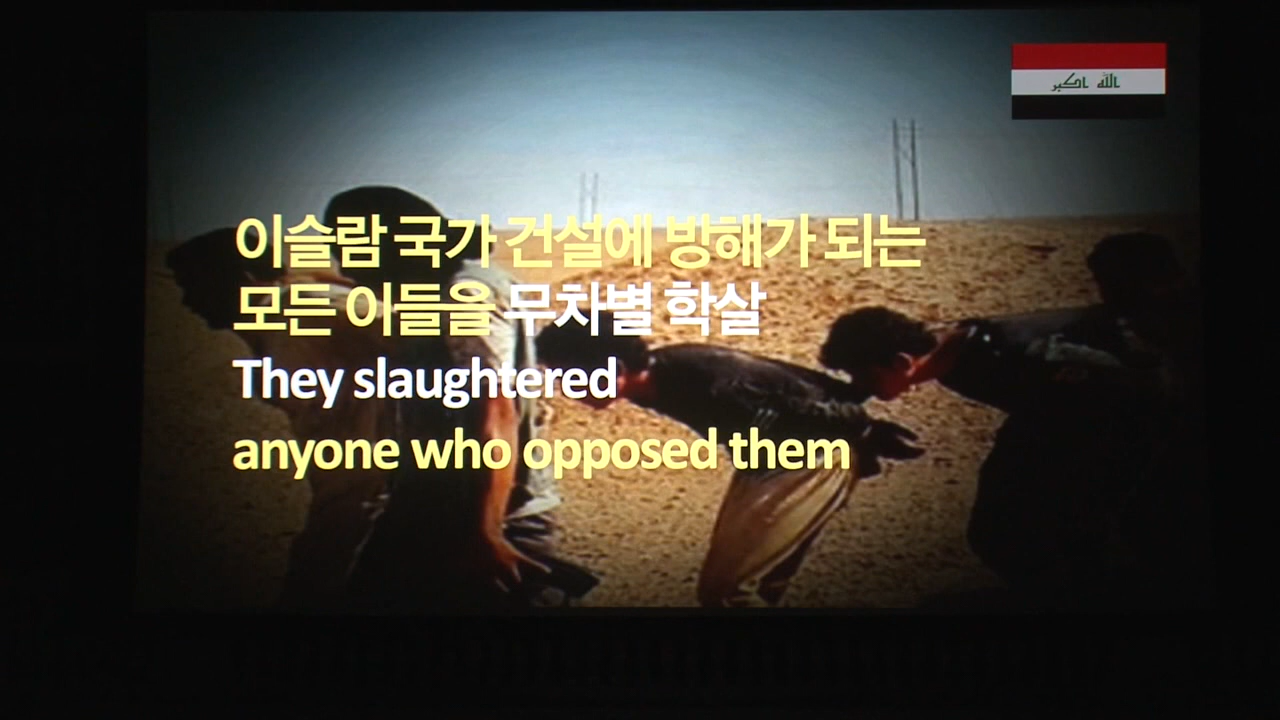 الله اكبر
이슬람 국가 건설에 방해가 되는
모든 이들을 무차별 학살
They slaughtered
anyone who opposed them